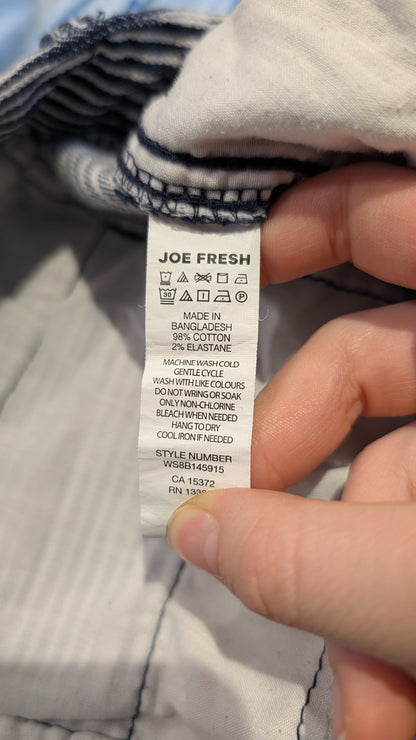 JOE FRESH
30
P
MADE IN
BANGLADESH
98% COTTON
2% ELASTANE
MACHINE WASH COLD
GENTLE CYCLE
WASH WITH LIKE COLOURS
DO NOT WRING OR SOAK
ONLY NON-CHLORINE
BLEACH WHEN NEEDED
HANG TO DRY
COOL IRON IF NEEDED
STYLE NUMBER
WS8B145915
CA 15372
RN